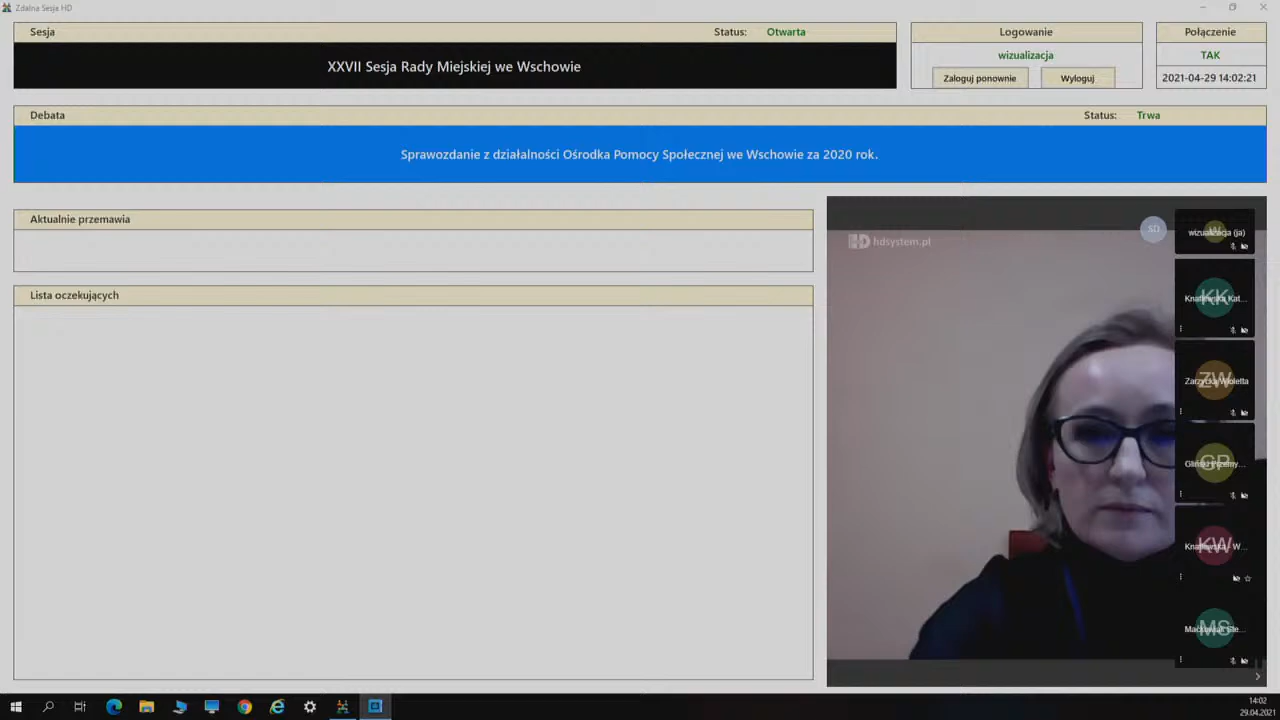 Zdalna Sesja HD
Sesja
Status: Otwarta
XXVII Sesja Rady Miejskiej we Wschowie
Logowanie
wizualizacja
Zaloguj ponownie
Wyloguj
Połączenie
TAK
2021-04-29 14:02:21
Debata
Status: Trwa
Sprawozdanie z działalności Ośrodka Pomocy Społecznej we Wschowie za 2020 rok.
Aktualnie przemawia
Lista oczekujących
HD hdsystem.pl
SD
wizualizacja (ja)
KK
ZW
Zarzycka Wioletta
GP
KW
MS
14:02
29.04.2021